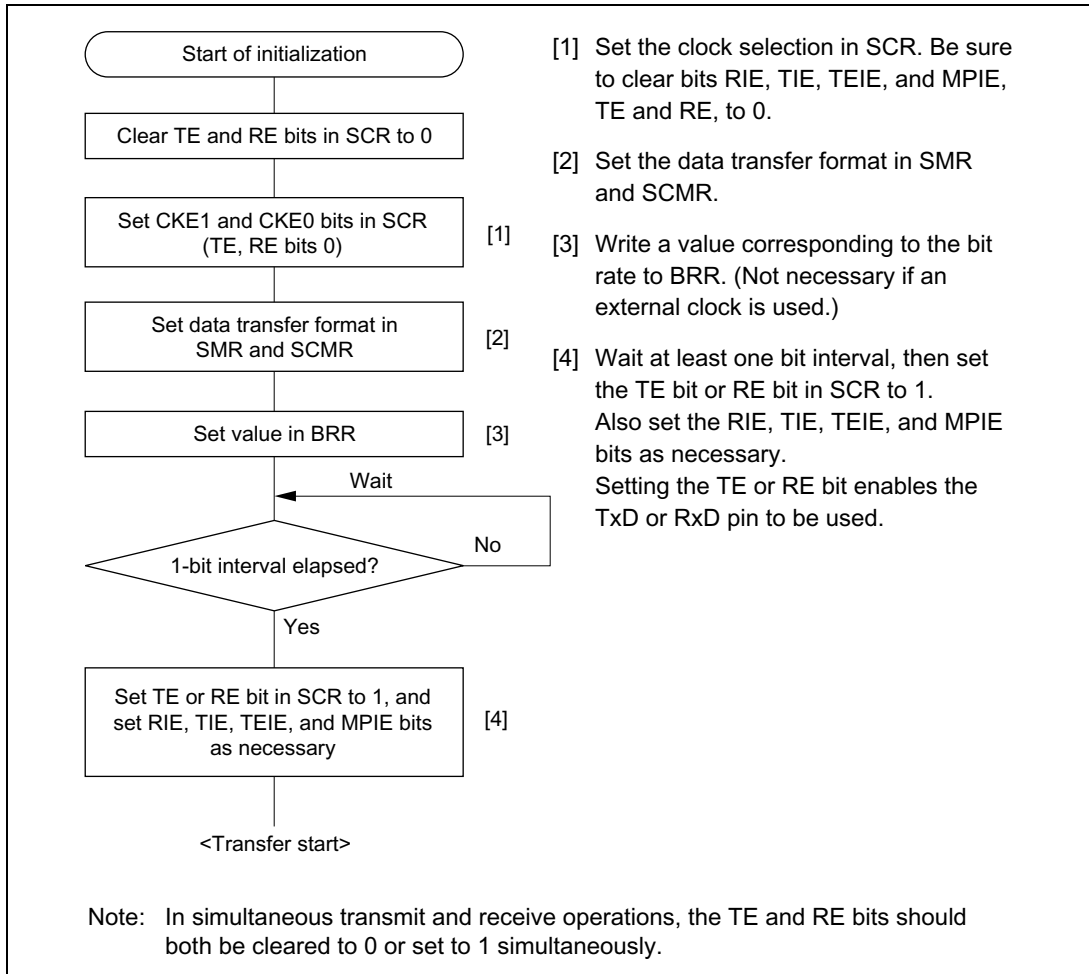 Start of initialization
Clear TE and RE bits in SCR to 0
Set CKE1 and CKE0 bits in SCR
(TE, RE bits 0)
[1]
Set data transfer format in
SMR and SCMR
[2]
Set value in BRR
[3]
Wait
1-bit interval elapsed?
No
Yes
Set TE or RE bit in SCR to 1, and
set RIE, TIE, TEIE, and MPIE bits
as necessary
[4]
<Transfer start>
[1] Set the clock selection in SCR. Be sure
to clear bits RIE, TIE, TEIE, and MPIE,
TE and RE, to 0.
[2] Set the data transfer format in SMR
and SCMR.
[3] Write a value corresponding to the bit
rate to BRR. (Not necessary if an
external clock is used.)
[4] Wait at least one bit interval, then set
the TE bit or RE bit in SCR to 1.
Also set the RIE, TIE, TEIE, and MPIE
bits as necessary.
Setting the TE or RE bit enables the
TxD or RxD pin to be used.
Note: In simultaneous transmit and receive operations, the TE and RE bits should
both be cleared to 0 or set to 1 simultaneously.